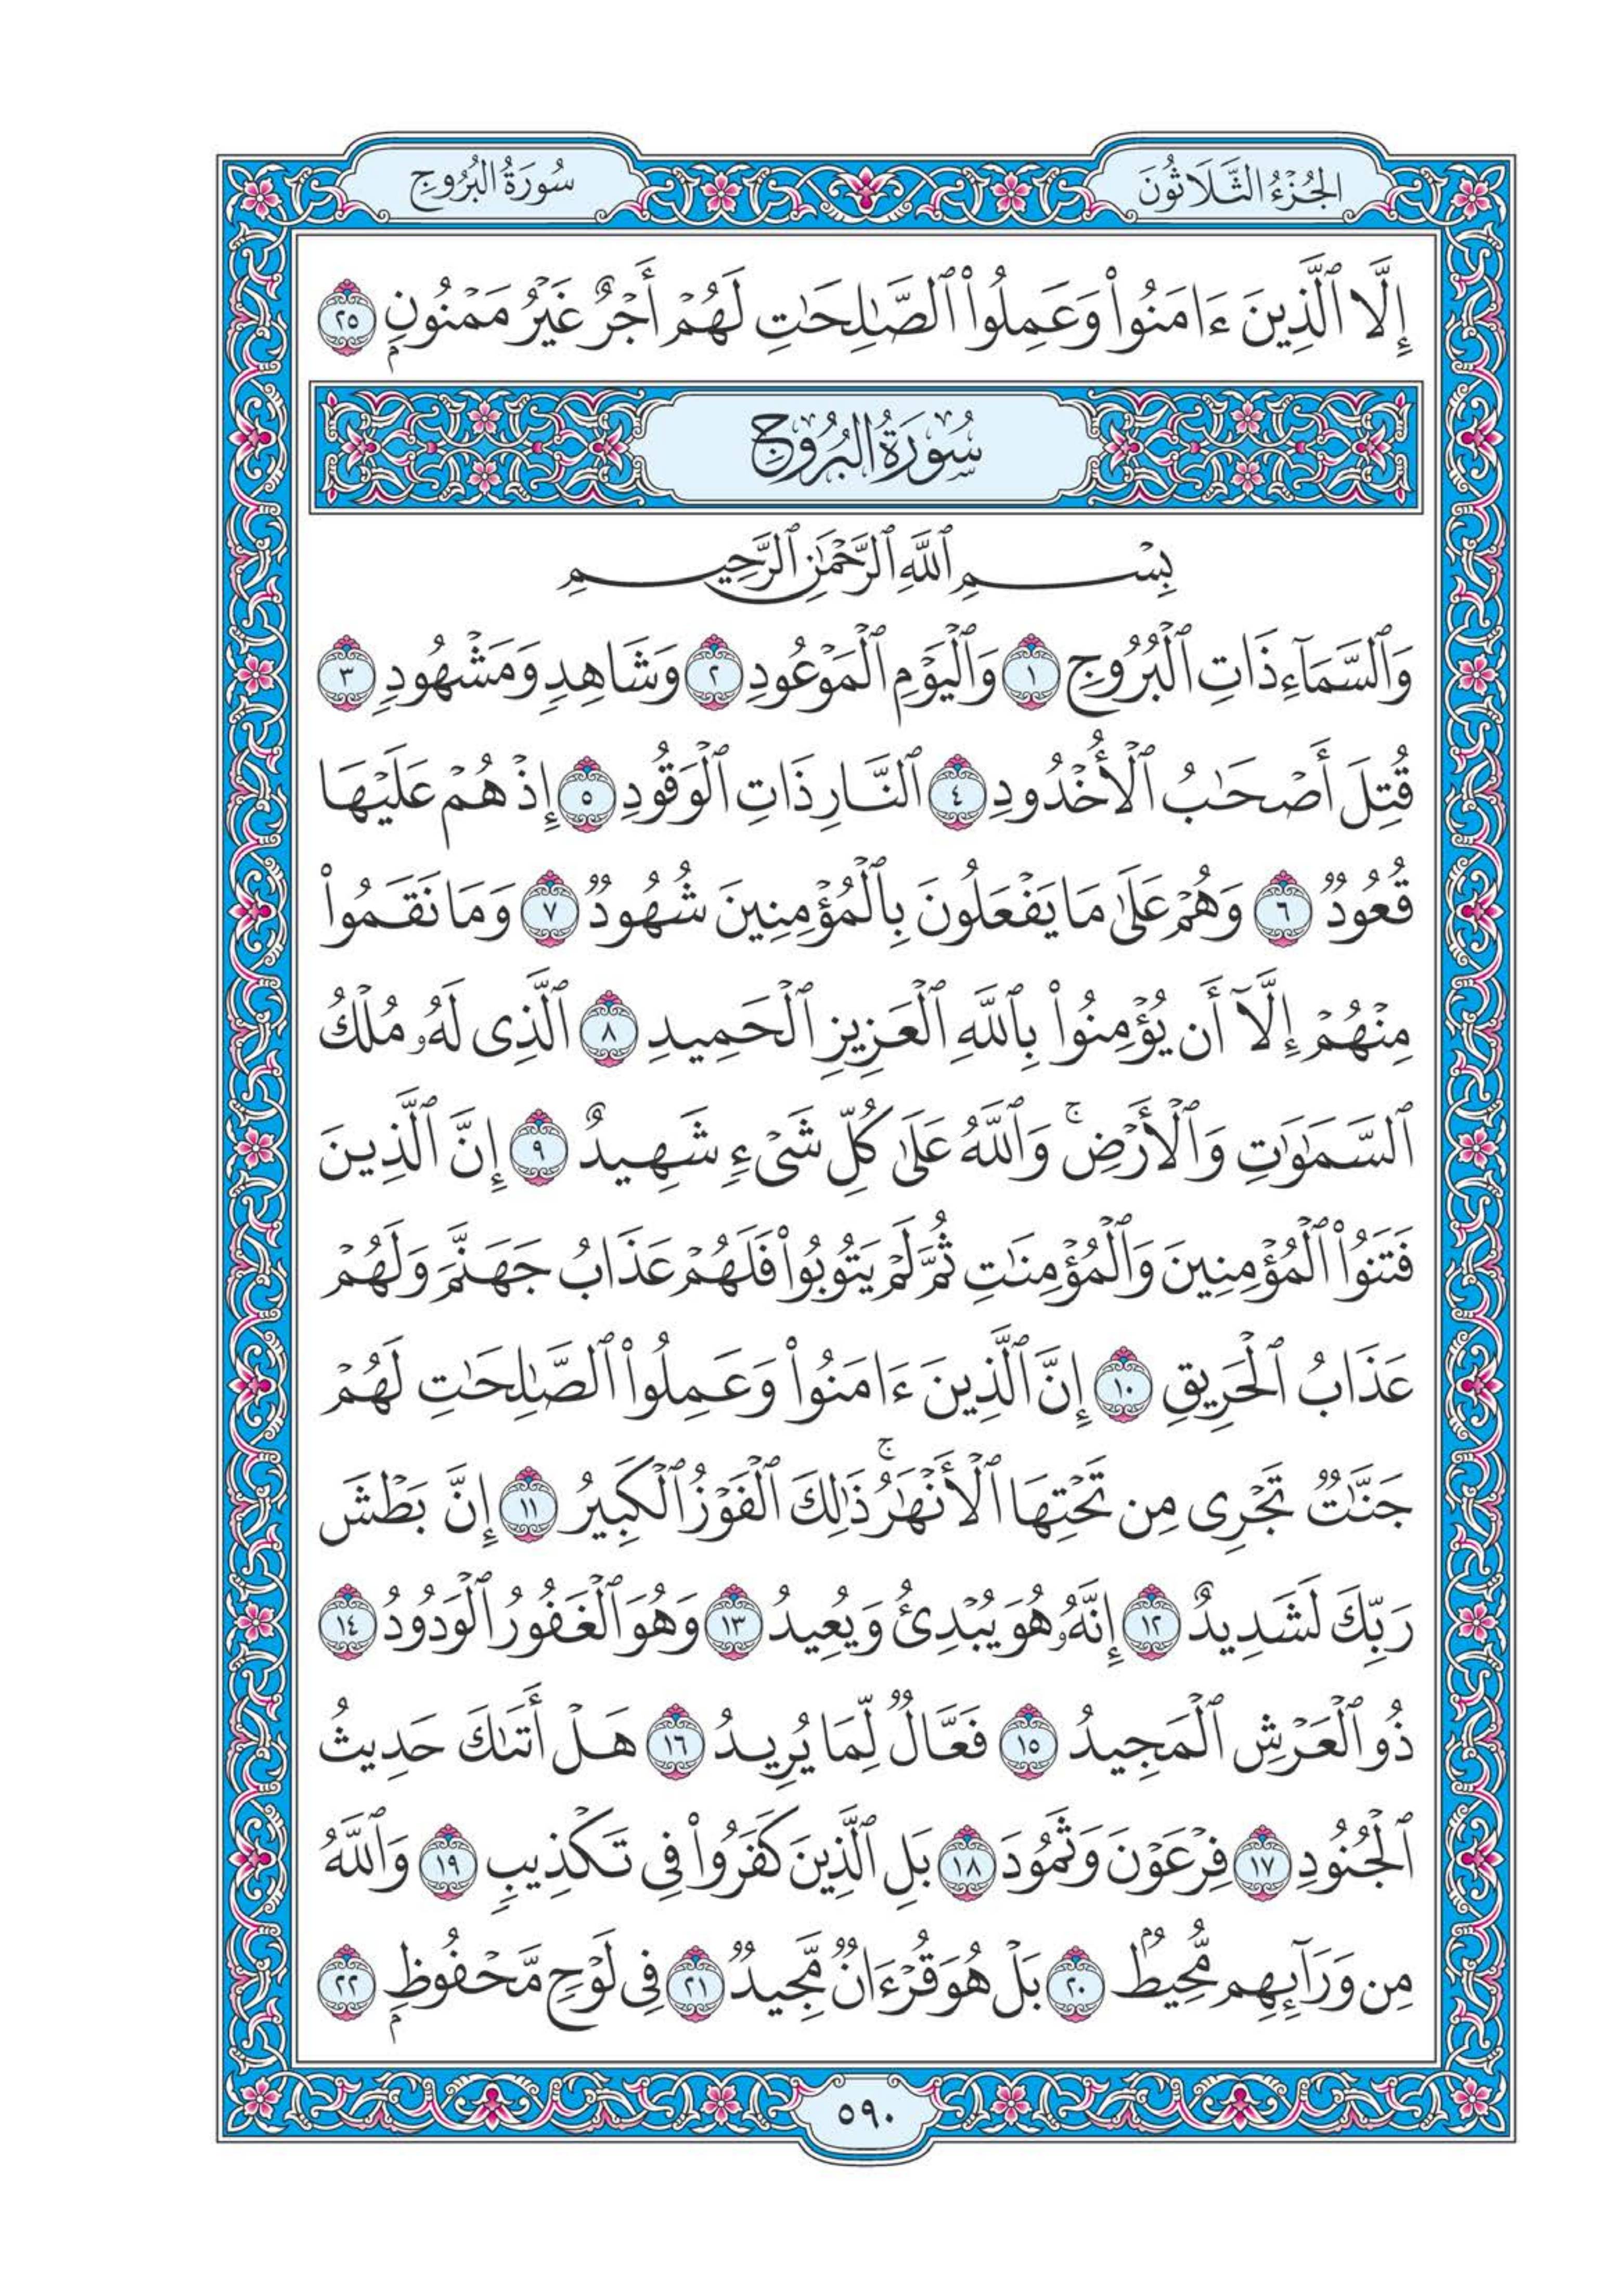 الجُزْءُ الثَّلَاثُونَ
سُورَةُ البُرُوجِ
إِلَّا ٱلَّذِينَ ءَامَنُوا۟ وَعَمِلُوا۟ ٱلصَّـٰلِحَـٰتِ لَهُمْ أَجْرٌ غَيْرُ مَمْنُونٍۭ ٢٥
سُورَةُ البُرُوجِ
بِسْمِ ٱللَّهِ ٱلرَّحْمَـٰنِ ٱلرَّحِيمِ
وَٱلسَّمَآءِ ذَاتِ ٱلْبُرُوجِ ١ وَٱلْيَوْمِ ٱلْمَوْعُودِ ٢ وَشَاهِدٍ وَمَشْهُودٍ ٣
قُتِلَ أَصْحَـٰبُ ٱلْأُخْدُودِ ٤ ٱلنَّارِ ذَاتِ ٱلْوَقُودِ ٥ إِذْ هُمْ عَلَيْهَا
قُعُودٌ ٦ وَهُمْ عَلَىٰ مَا يَفْعَلُونَ بِٱلْمُؤْمِنِينَ شُهُودٌ ٧ وَمَا نَقَمُوا۟
مِنْهُمْ إِلَّآ أَن يُؤْمِنُوا۟ بِٱللَّهِ ٱلْعَزِيزِ ٱلْحَمِيدِ ٨ ٱلَّذِى لَهُۥ مُلْكُ
ٱلسَّمَـٰوَٰتِ وَٱلْأَرْضِ ۚ وَٱللَّهُ عَلَىٰ كُلِّ شَىْءٍ شَهِيدٌ ٩ إِنَّ ٱلَّذِينَ
فَتَنُوا۟ ٱلْمُؤْمِنِينَ وَٱلْمُؤْمِنَـٰتِ ثُمَّ لَمْ يَتُوبُوا۟ فَلَهُمْ عَذَابُ جَهَنَّمَ وَلَهُمْ
عَذَابُ ٱلْحَرِيقِ ١٠ إِنَّ ٱلَّذِينَ ءَامَنُوا۟ وَعَمِلُوا۟ ٱلصَّـٰلِحَـٰتِ لَهُمْ
جَنَّـٰتٌ تَجْرِى مِن تَحْتِهَا ٱلْأَنْهَـٰرُ ۚ ذَٰلِكَ ٱلْفَوْزُ ٱلْكَبِيرُ ١١ إِنَّ بَطْشَ
رَبِّكَ لَشَدِيدٌ ١٢ إِنَّهُۥ هُوَ يُبْدِئُ وَيُعِيدُ ١٣ وَهُوَ ٱلْغَفُورُ ٱلْوَدُودُ ١٤
ذُو ٱلْعَرْشِ ٱلْمَجِيدُ ١٥ فَعَّالٌ لِّمَا يُرِيدُ ١٦ هَلْ أَتَىٰكَ حَدِيثُ
ٱلْجُنُودِ ١٧ فِرْعَوْنَ وَثَمُودَ ١٨ بَلِ ٱلَّذِينَ كَفَرُوا۟ فِى تَكْذِيبٍ ١٩ وَٱللَّهُ
مِن وَرَآئِهِم مُّحِيطٌۢ ٢٠ بَلْ هُوَ قُرْءَانٌ مَّجِيدٌ ٢١ فِى لَوْحٍ مَّحْفُوظٍۭ ٢٢
٥٩٠